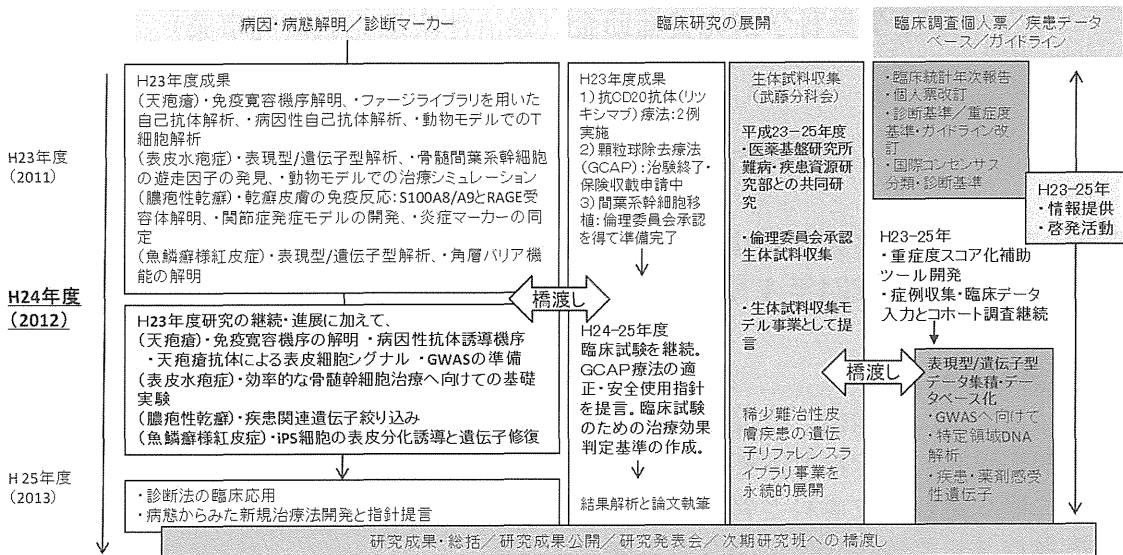 病因・病態解明／診断マーカー
臨床研究の展開
臨床調査個人票／疾患データ
ベース／ガイドライン
H23年度
(2011)
H24年度
(2012)
H25年度
(2013)
H23年度成果
(天疱瘡)・免疫寛容機序解明、・ファージライブラリを用いた
自己抗体解析、・病因性自己抗体解析、・動物モデルでのT
細胞解析
(表皮水疱症)・表現型/遺伝子型解析、・骨髄間葉系幹細胞
の遊走因子の発見、・動物モデルでの治療シミュレーション
(膿疱性乾癬)・乾癬皮膚の免疫反応：S100A8/A9とRAGE受
容体解明、・関節症発症モデルの開発、・炎症マーカーの同
定
(魚鱗癬様紅皮症)・表現型/遺伝子型解析、・角層バリア機
能の解明
H23年度研究の継続・進展に加えて、
(天疱瘡)・免疫寛容機序の解明 ・病因性抗体誘導機序
・天疱瘡抗体による表皮細胞シグナル ・GWASの準備
(表皮水疱症)・効率的な骨髄幹細胞治療へ向けての基礎
実験
(膿疱性乾癬)・疾患関連遺伝子絞り込み
(魚鱗癬様紅皮症)・iPS細胞の表皮分化誘導と遺伝子修復
・診断法の臨床応用
・病態からみた新規治療法開発と指針提言
橋渡し
H23年度成果
1)抗CD20抗体(リツ
キシマブ)療法：2例
実施
2)顆粒球除去療法
(GCAP)：治験終了・
保険収載申請中
3)間葉系幹細胞移
植：倫理委員会承認
を得て準備完了
H24-25年度
臨床試験を継続。
GCAP療法の適
正・安全使用指針
を提言。臨床試験
のための治療効果
判定基準の作成。
結果解析と論文執筆
生体試料収集
(武藤分科会)
平成23-25年度
・医薬基盤研究所
難病・疾患資源研
究部との共同研
究
・倫理委員会承認
生体試料収集
・生体試料収集モ
デル事業として提
言
稀少難治性皮
膚疾患の遺伝
子リファレンスラ
イブラリ事業を
永続的展開
橋渡し
・臨床統計年次報告
・個人票改訂
・診断基準／重症度
基準・ガイドライン改
訂
・国際コンセンサス
分類・診断基準
H23-25年
・重症度スコア化補助
ツール開発
・症例収集・臨床データ
入力とコホート調査継続
表現型/遺伝子型
データ集積・データ
ベース化
・GWASへ向けて
・特定領域DNA
解析
・疾患・薬剤感受
性遺伝子
H23-25年
・情報提供
・啓発活動
研究成果・総括／研究成果公開／研究発表会／次期研究班への橋渡し